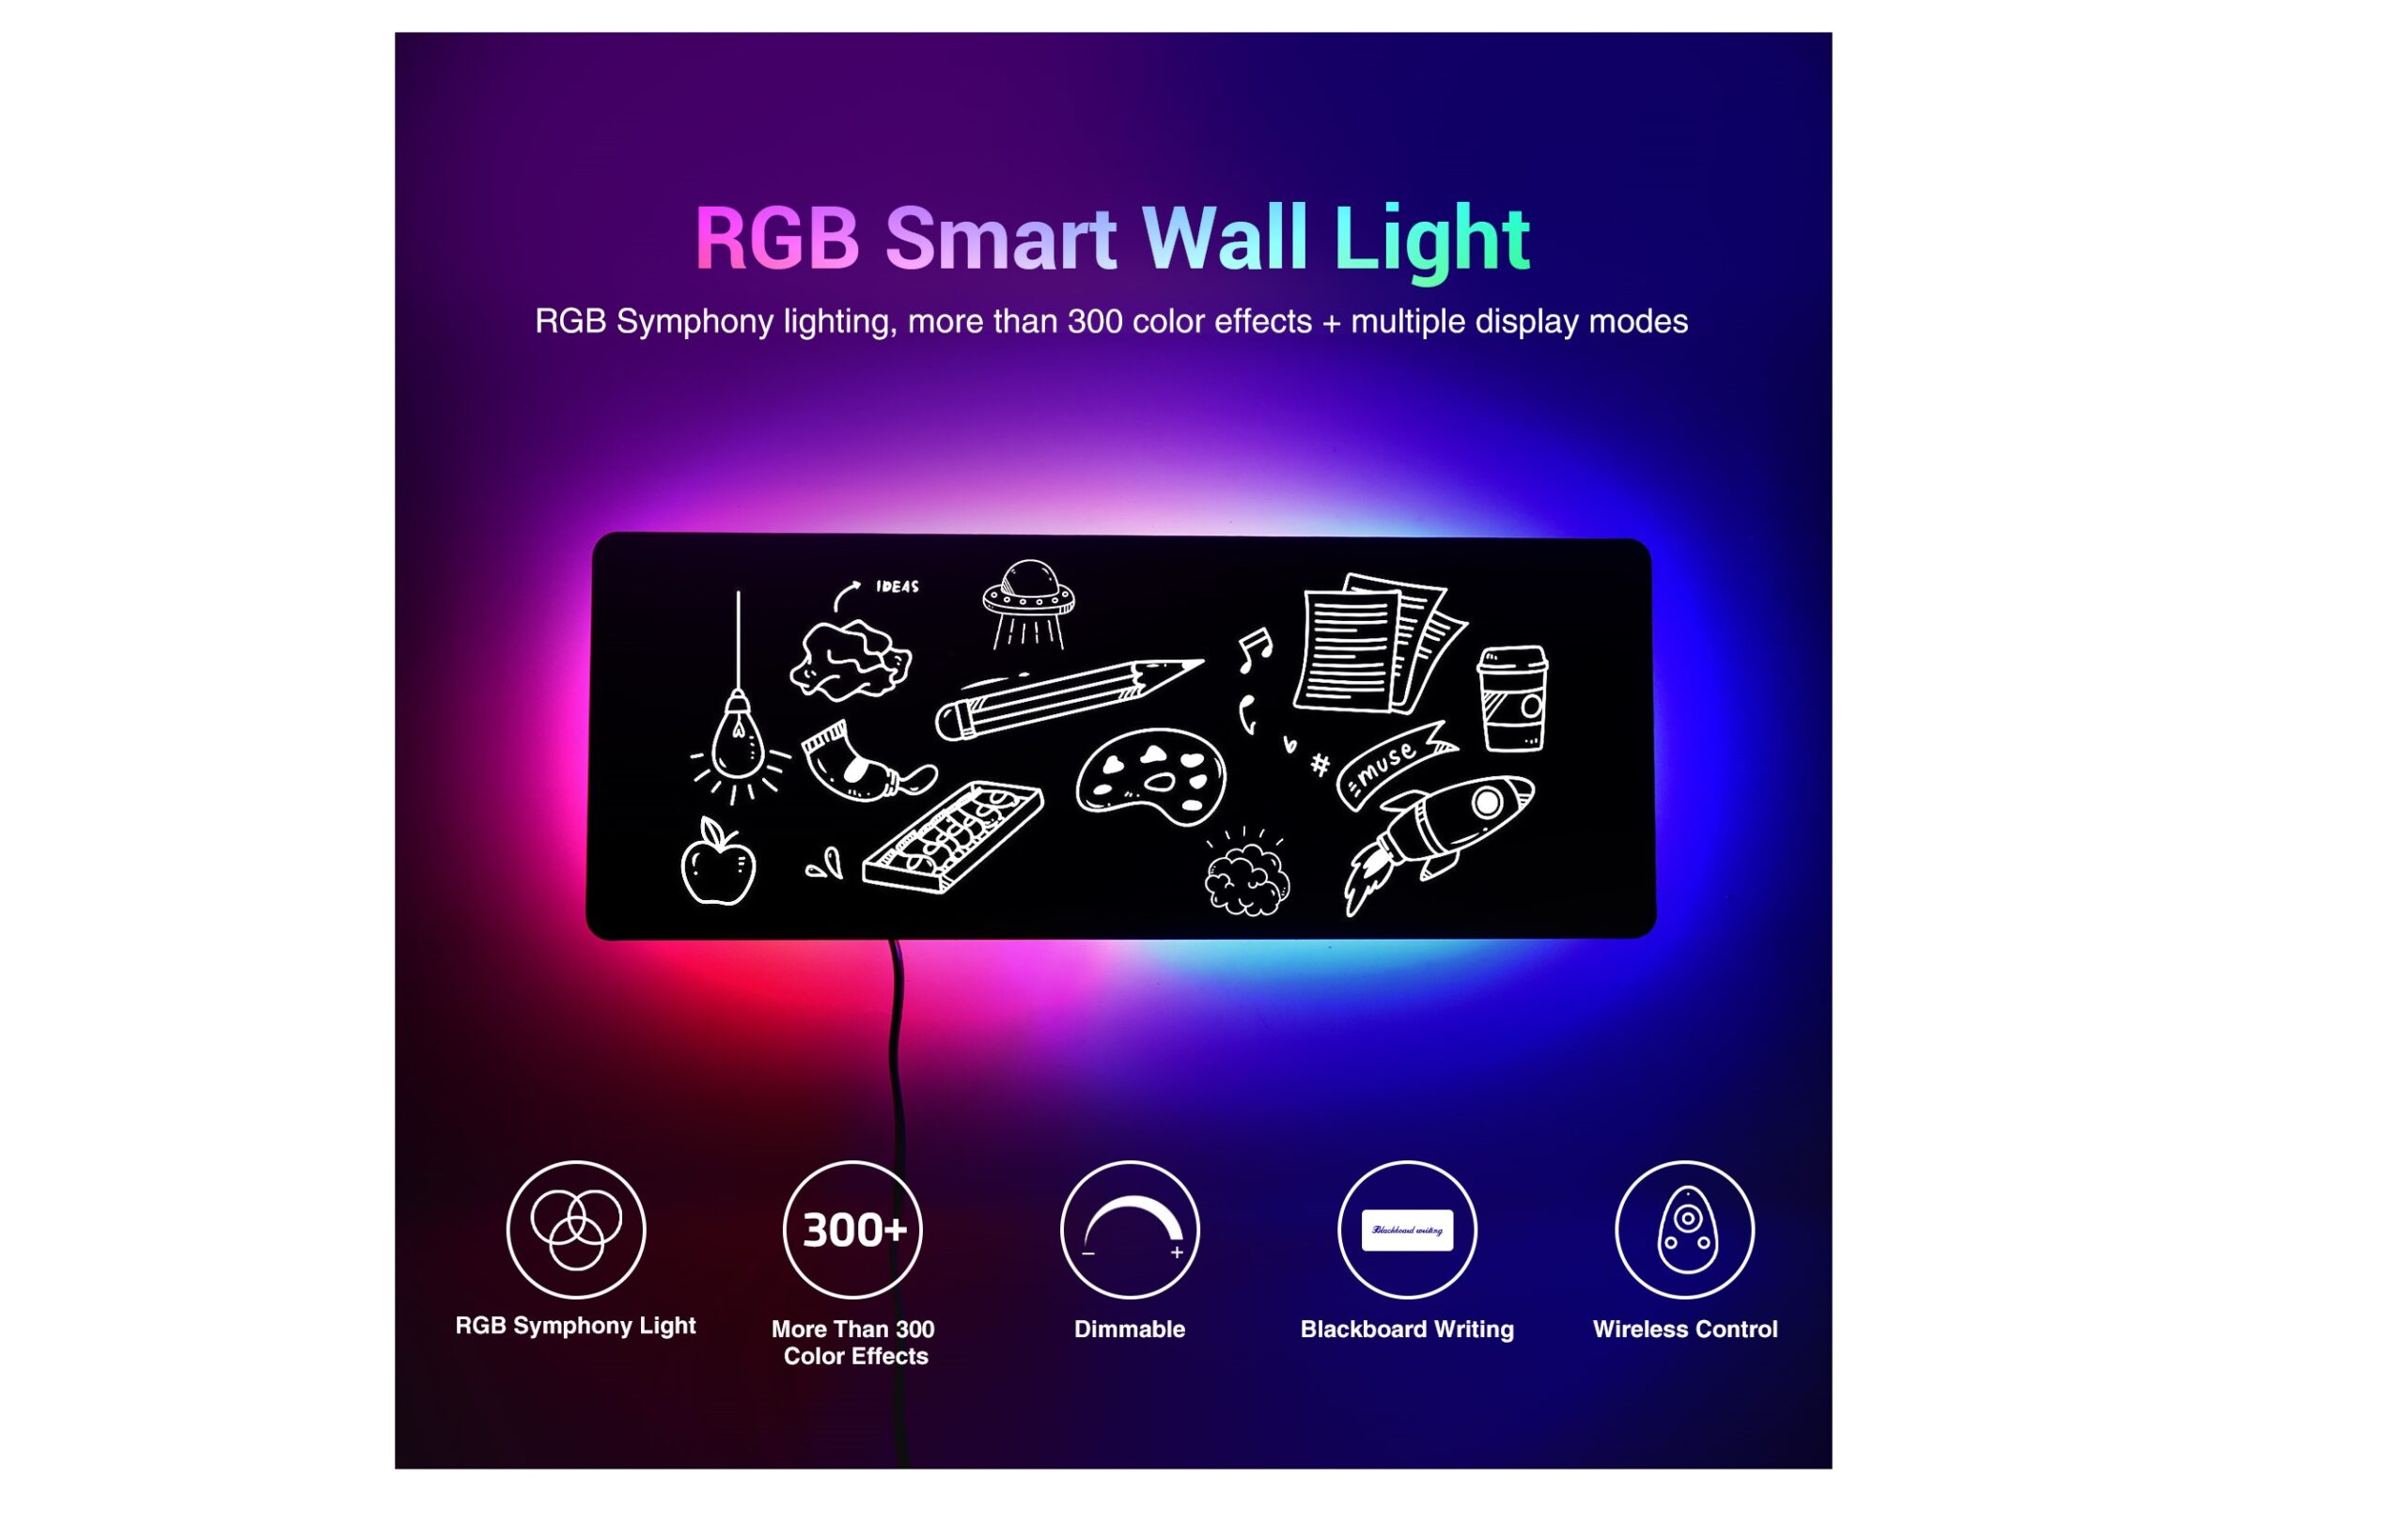 RGB Smart Wall Light
RGB Symphony lighting, more than 300 color effects + multiple display modes
IDEAS
# muse
300+
− +
Blackboard writing
RGB Symphony Light
More Than 300
Color Effects
Dimmable
Blackboard Writing
Wireless Control